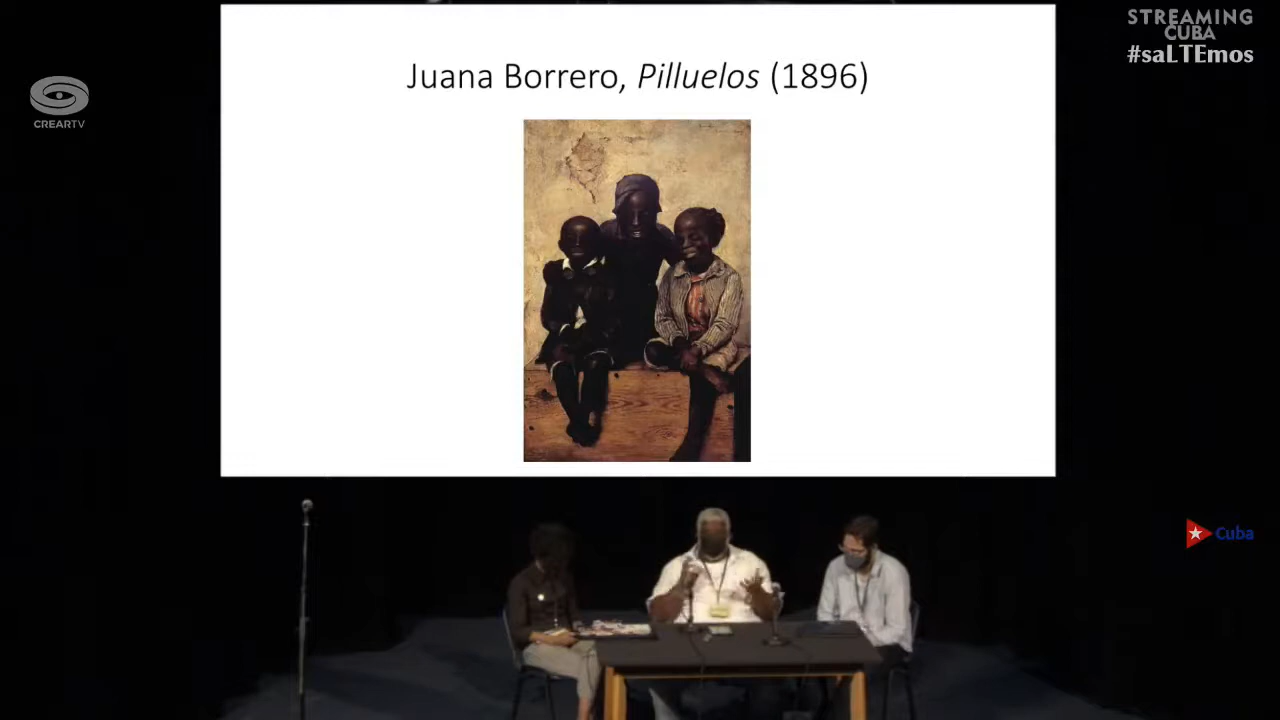 STREAMING
CUBA
#saLTEmos
CREARTV
Juana Borrero, Pilluelos (1896)
Cuba